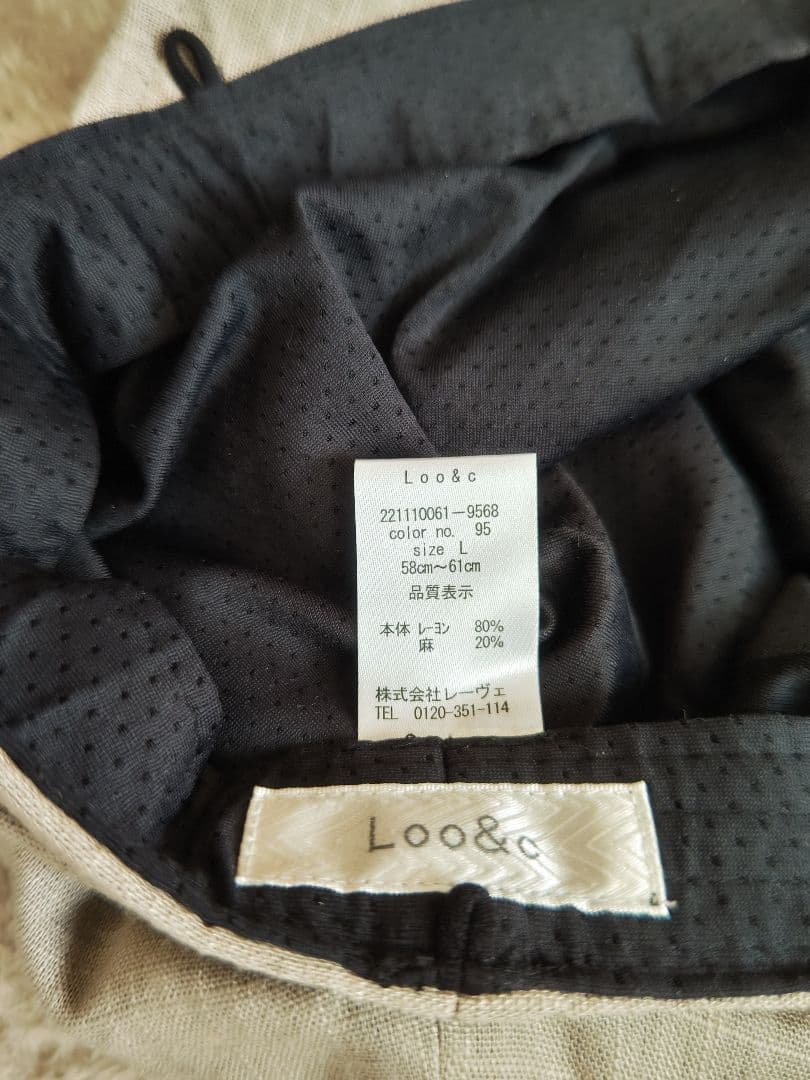 Loo&c
221110061-9568
color no. 95
size L
58cm〜61cm
品質表示
本体 レーヨン 80%
麻 20%
株式会社レーヴェ
TEL 0120-351-114
Loo&c